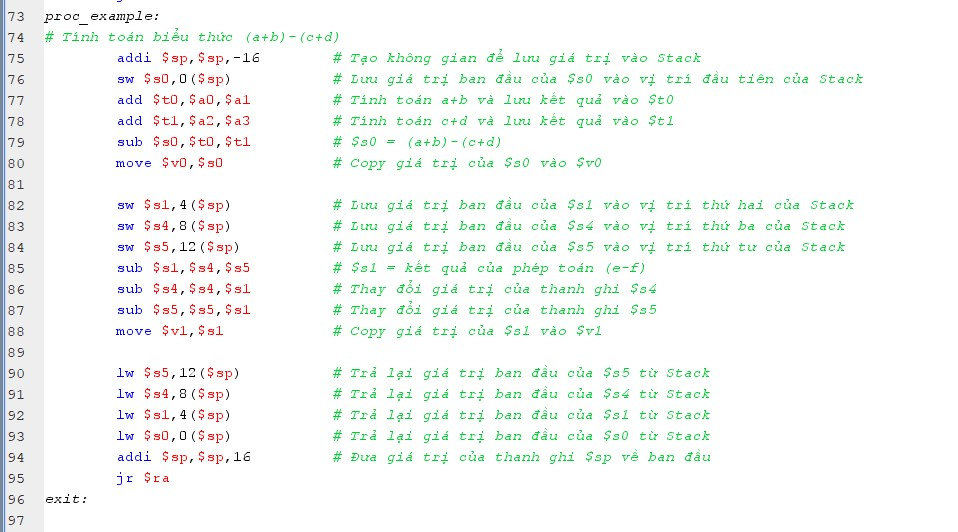 73 proc_example:
74 # Tính toán biểu thức (a+b)-(c+d)
75 addi $sp,$sp,-16 # Tạo không gian để lưu giá trị vào Stack
76 sw $s0,0($sp) # Lưu giá trị ban đầu của $s0 vào vị trí đầu tiên của Stack
77 add $t0,$a0,$a1 # Tính toán a+b và lưu kết quả vào $t0
78 add $t1,$a2,$a3 # Tính toán c+d và lưu kết quả vào $t1
79 sub $s0,$t0,$t1 # $s0 = (a+b)-(c+d)
80 move $v0,$s0 # Copy giá trị của $s0 vào $v0
81
82 sw $s1,4($sp) # Lưu giá trị ban đầu của $s1 vào vị trí thứ hai của Stack
83 sw $s4,8($sp) # Lưu giá trị ban đầu của $s4 vào vị trí thứ ba của Stack
84 sw $s5,12($sp) # Lưu giá trị ban đầu của $s5 vào vị trí thứ tư của Stack
85 sub $s1,$s4,$s5 # $s1 = kết quả của phép toán (e-f)
86 sub $s4,$s4,$s1 # Thay đổi giá trị của thanh ghi $s4
87 sub $s5,$s5,$s1 # Thay đổi giá trị của thanh ghi $s5
88 move $v1,$s1 # Copy giá trị của $s1 vào $v1
89
90 lw $s5,12($sp) # Trả lại giá trị ban đầu của $s5 từ Stack
91 lw $s4,8($sp) # Trả lại giá trị ban đầu của $s4 từ Stack
92 lw $s1,4($sp) # Trả lại giá trị ban đầu của $s1 từ Stack
93 lw $s0,0($sp) # Trả lại giá trị ban đầu của $s0 từ Stack
94 addi $sp,$sp,16 # Đưa giá trị của thanh ghi $sp về ban đầu
95 jr $ra
96 exit:
97